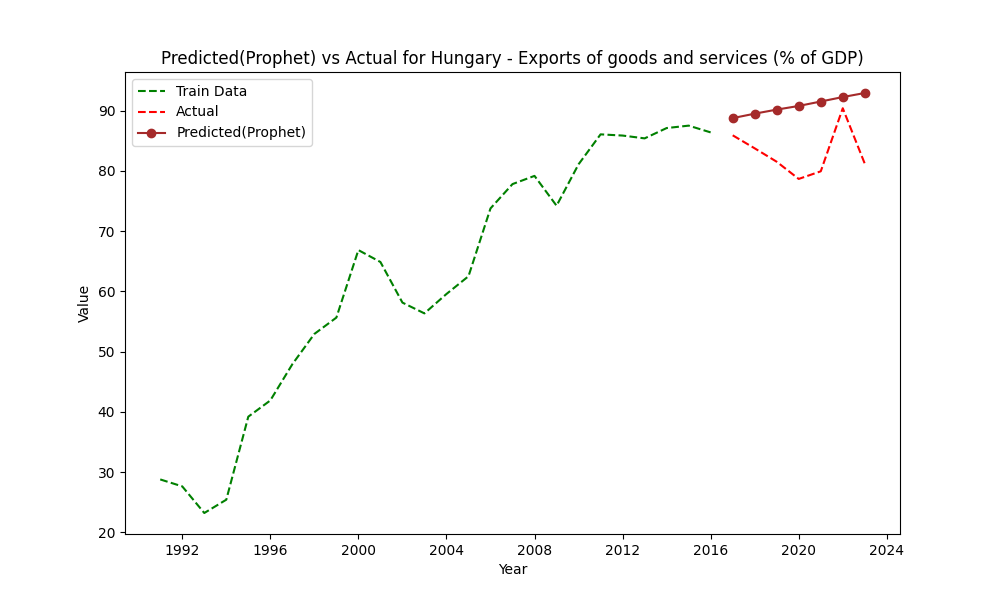 Predicted(Prophet) vs Actual for Hungary - Exports of goods and services (% of GDP)
Train Data
Actual
Predicted(Prophet)
90
80
70
60
50
40
30
20
Value
1992 1996 2000 2004 2008 2012 2016 2020 2024
Year